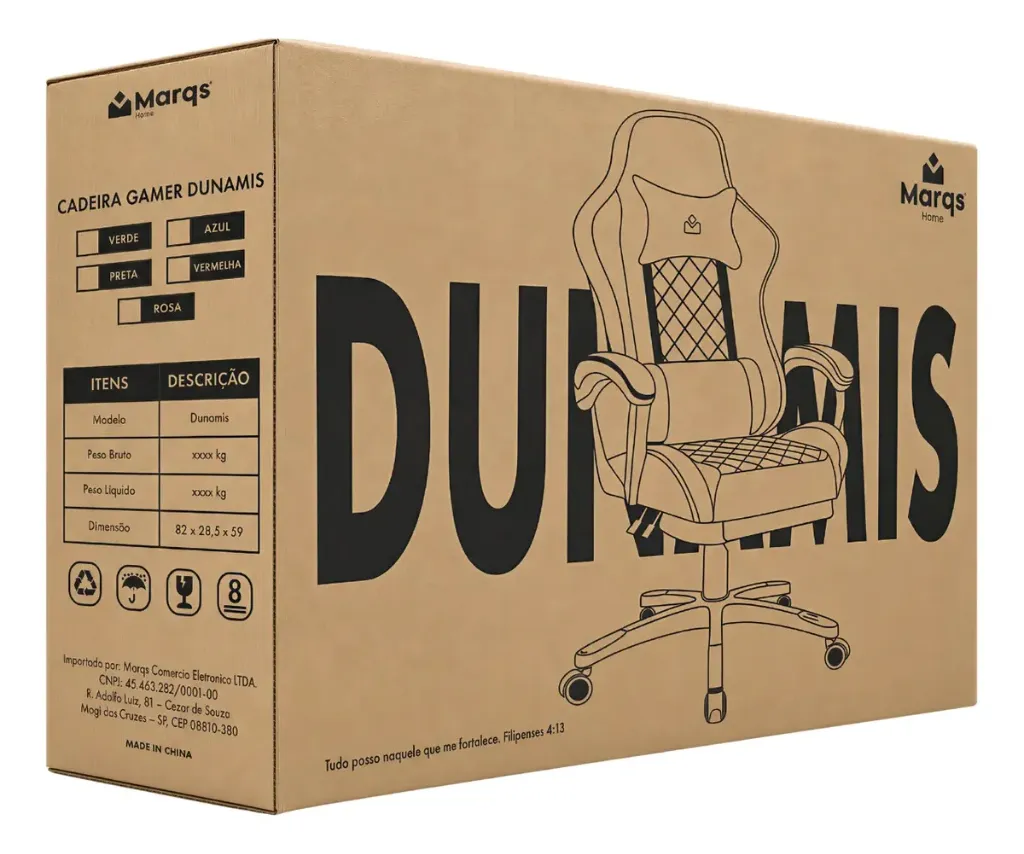 Marqs
Home
CADEIRA GAMER DUNAMIS
VERDE
AZUL
PRETA
VERMELHA
ROSA
ITENS DESCRIÇÃO
Modelo Dunamis
Peso Bruto xxxx kg
Peso Líquido xxxx kg
Dimensão 82 x 28,5 x 59
8
Importado por: Marqs Comercio Eletronico LTDA.
CNPJ: 45.463.282/0001-00
R. Adolfo Luiz, 81 – Cezar de Souza
Mogi das Cruzes – SP, CEP 08810-380
MADE IN CHINA
Marqs
Home
DUNAMIS
Tudo posso naquele que me fortalece. Filipenses 4:13